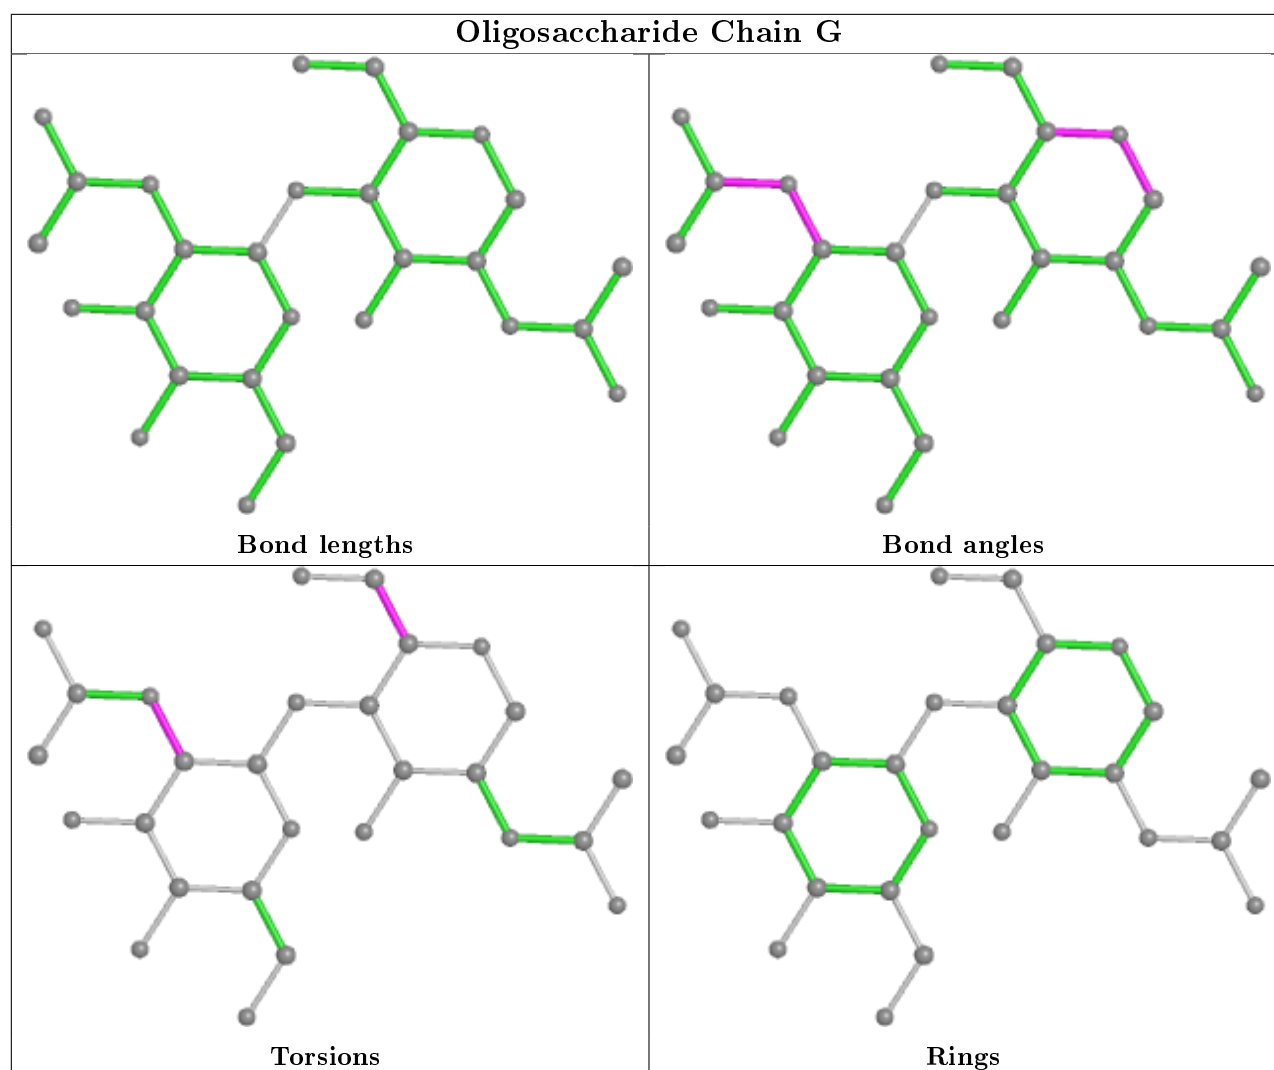 Oligosaccharide Chain G
Bond lengths
Bond angles
Torsions
Rings